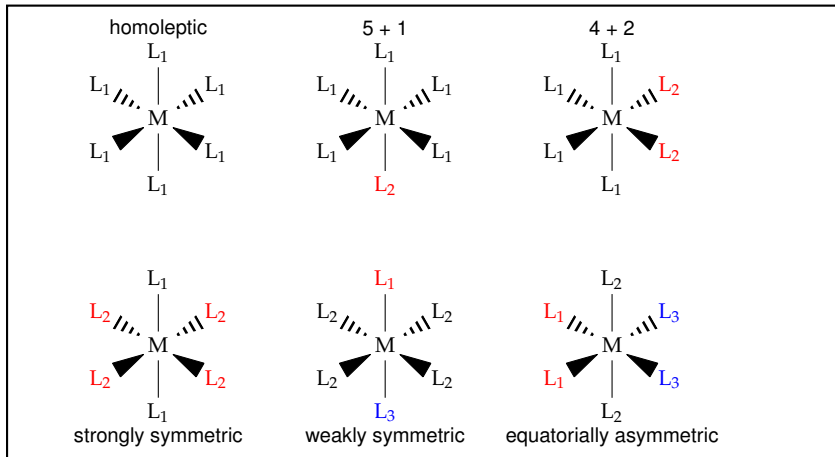 homoleptic 5 + 1 4 + 2
L1 L1 L1
L1 L1 L1 L1 L1 L2
M M M
L1 L1 L1 L1 L1 L2
L1 L2 L1
L1 L1 L2
L2 L2 L2 L2 L1 L3
M M M
L2 L2 L2 L2 L1 L3
L1 L3 L2
strongly symmetric weakly symmetric equatorially asymmetric